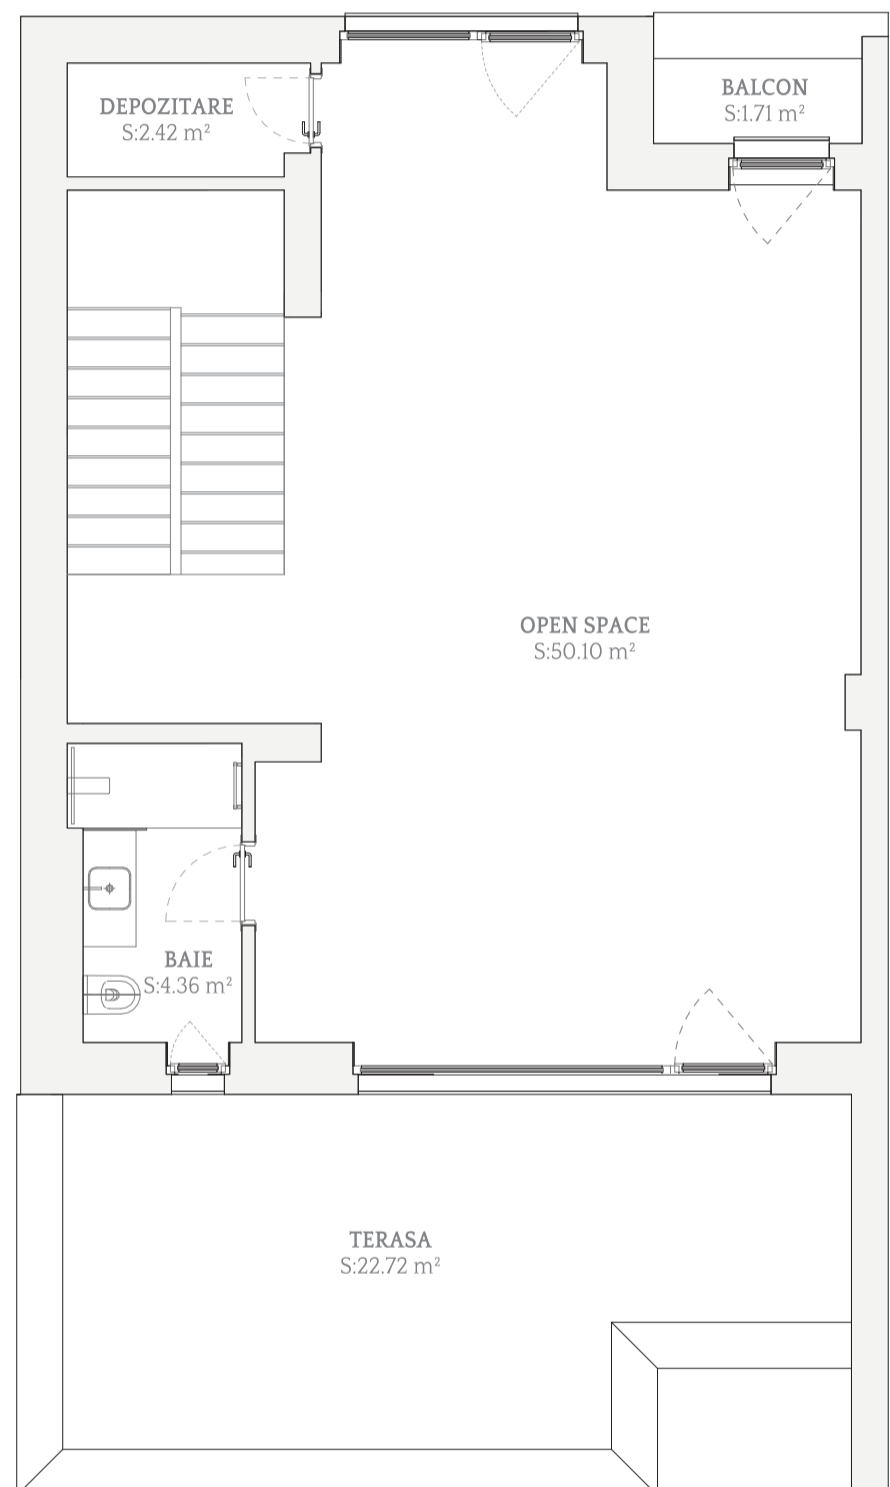 DEPOZITARE
S:2.42 m²
BALCON
S:1.71 m²
OPEN SPACE
S:50.10 m²
BAIE
S:4.36 m²
TERASA
S:22.72 m²